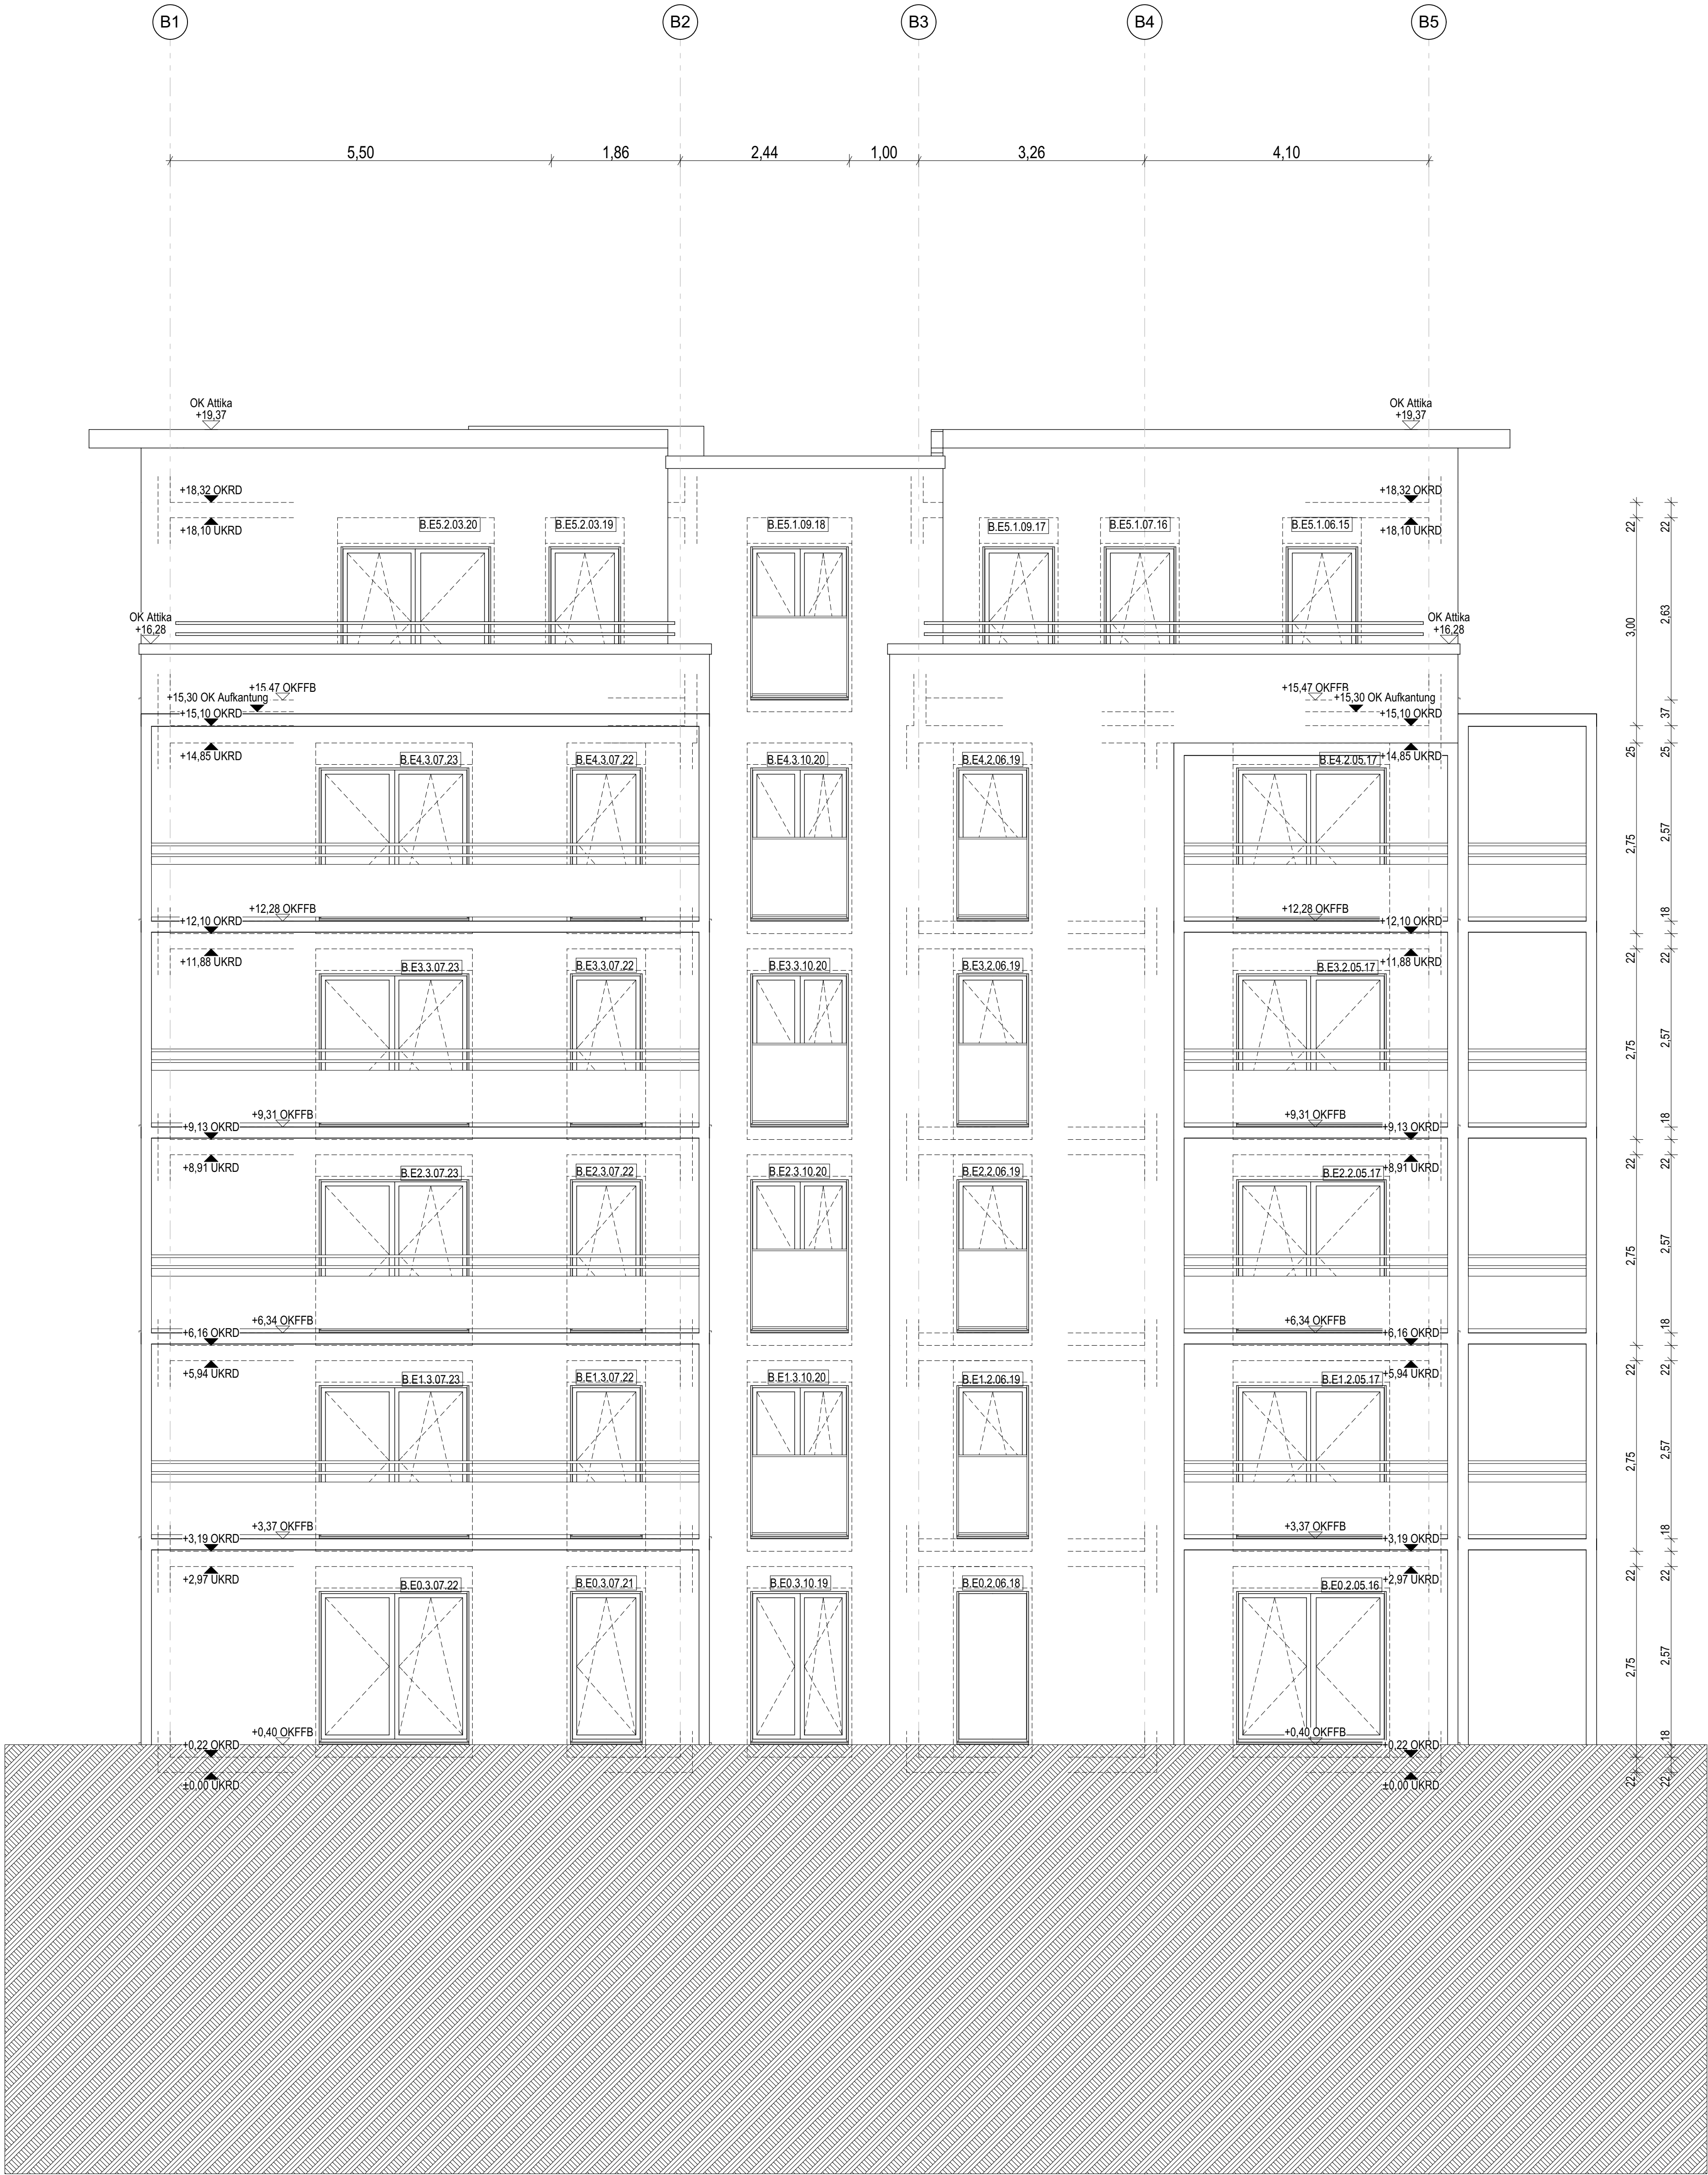 B1 B2 B3 B4 B5
5,50 1,86 2,44 1,00 3,26 4,10
OK Attika OK Attika
+19,37 +19,37
+18,32 OKRD +18,32 OKRD
+18,10 UKRD +18,10 UKRD
B.E5.2.03.20 B.E5.2.03.19 B.E5.1.09.18 B.E5.1.09.17 B.E5.1.07.16 B.E5.1.06.15
22 22
3,00 2,63
OK Attika OK Attika
+16,28 +16,28
+15,47 OKFFB +15,47 OKFFB
+15,30 OK Aufkantung +15,30 OK Aufkantung
+15,10 OKRD +15,10 OKRD
37
+14,85 UKRD +14,85 UKRD
25 25
B.E4.3.07.23 B.E4.3.07.22 B.E4.3.10.20 B.E4.2.06.19 B.E4.2.05.17
2,75 2,57
+12,28 OKFFB +12,28 OKFFB
18
+12,10 OKRD +12,10 OKRD
22 22
+11,88 UKRD +11,88 UKRD
B.E3.3.07.23 B.E3.3.07.22 B.E3.3.10.20 B.E3.2.06.19 B.E3.2.05.17
2,75 2,57
+9,31 OKFFB +9,31 OKFFB
18
+9,13 OKRD +9,13 OKRD
22 22
+8,91 UKRD +8,91 UKRD
B.E2.3.07.23 B.E2.3.07.22 B.E2.3.10.20 B.E2.2.06.19 B.E2.2.05.17
2,75 2,57
+6,34 OKFFB +6,34 OKFFB
18
+6,16 OKRD +6,16 OKRD
22 22
+5,94 UKRD +5,94 UKRD
B.E1.3.07.23 B.E1.3.07.22 B.E1.3.10.20 B.E1.2.06.19 B.E1.2.05.17
2,75 2,57
+3,37 OKFFB +3,37 OKFFB
18
+3,19 OKRD +3,19 OKRD
22 22
+2,97 UKRD +2,97 UKRD
B.E0.3.07.22 B.E0.3.07.21 B.E0.3.10.19 B.E0.2.06.18 B.E0.2.05.16
2,75 2,57
+0,40 OKFFB +0,40 OKFFB
18
+0,22 OKRD +0,22 OKRD
22 22
±0,00 UKRD ±0,00 UKRD